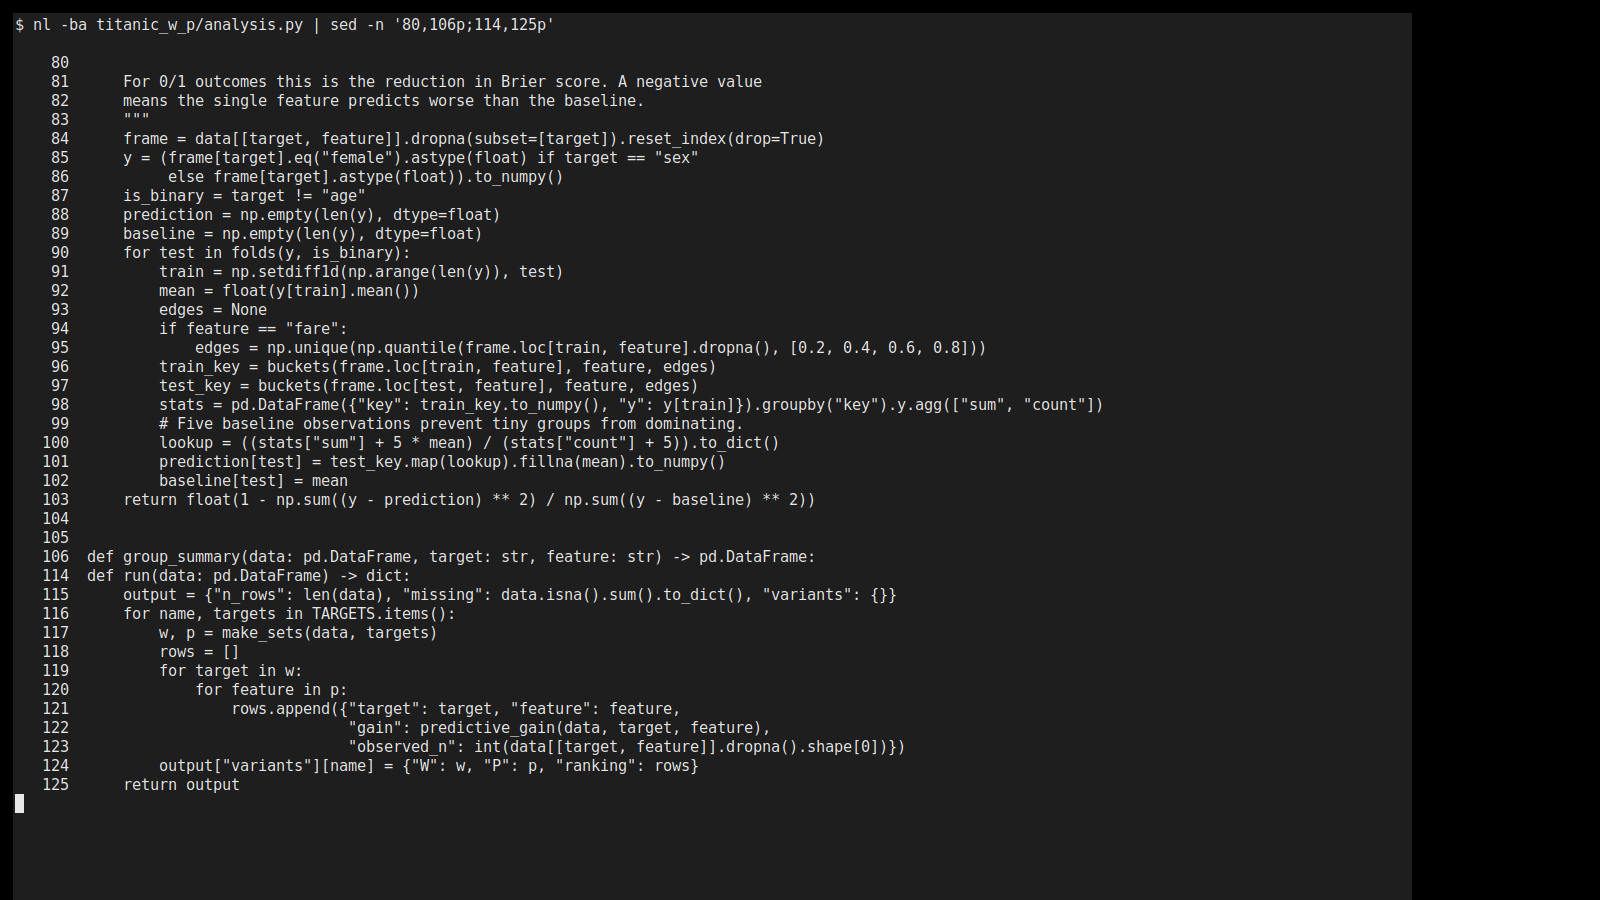 $ nl -ba titanic_w_p/analysis.py | sed -n '80,106p;114,125p'
    80
    81      For 0/1 outcomes this is the reduction in Brier score. A negative value
    82      means the single feature predicts worse than the baseline.
    83      """
    84      frame = data[[target, feature]].dropna(subset=[target]).reset_index(drop=True)
    85      y = (frame[target].eq("female").astype(float) if target == "sex"
    86           else frame[target].astype(float)).to_numpy()
    87      is_binary = target != "age"
    88      prediction = np.empty(len(y), dtype=float)
    89      baseline = np.empty(len(y), dtype=float)
    90      for test in folds(y, is_binary):
    91          train = np.setdiff1d(np.arange(len(y)), test)
    92          mean = float(y[train].mean())
    93          edges = None
    94          if feature == "fare":
    95              edges = np.unique(np.quantile(frame.loc[train, feature].dropna(), [0.2, 0.4, 0.6, 0.8]))
    96          train_key = buckets(frame.loc[train, feature], feature, edges)
    97          test_key = buckets(frame.loc[test, feature], feature, edges)
    98          stats = pd.DataFrame({"key": train_key.to_numpy(), "y": y[train]}).groupby("key").y.agg(["sum", "count"])
    99          # Five baseline observations prevent tiny groups from dominating.
   100          lookup = ((stats["sum"] + 5 * mean) / (stats["count"] + 5)).to_dict()
   101          prediction[test] = test_key.map(lookup).fillna(mean).to_numpy()
   102          baseline[test] = mean
   103      return float(1 - np.sum((y - prediction) ** 2) / np.sum((y - baseline) ** 2))
   104
   105
   106  def group_summary(data: pd.DataFrame, target: str, feature: str) -> pd.DataFrame:
   114  def run(data: pd.DataFrame) -> dict:
   115      output = {"n_rows": len(data), "missing": data.isna().sum().to_dict(), "variants": {}}
   116      for name, targets in TARGETS.items():
   117          w, p = make_sets(data, targets)
   118          rows = []
   119          for target in w:
   120              for feature in p:
   121                  rows.append({"target": target, "feature": feature,
   122                               "gain": predictive_gain(data, target, feature),
   123                               "observed_n": int(data[[target, feature]].dropna().shape[0])})
   124          output["variants"][name] = {"W": w, "P": p, "ranking": rows}
   125      return output